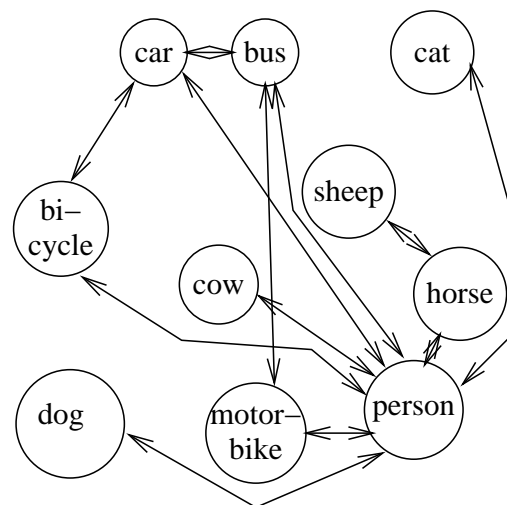 car
bus
cat
sheep
bi–
cycle
cow
horse
dog
motor–
bike
person